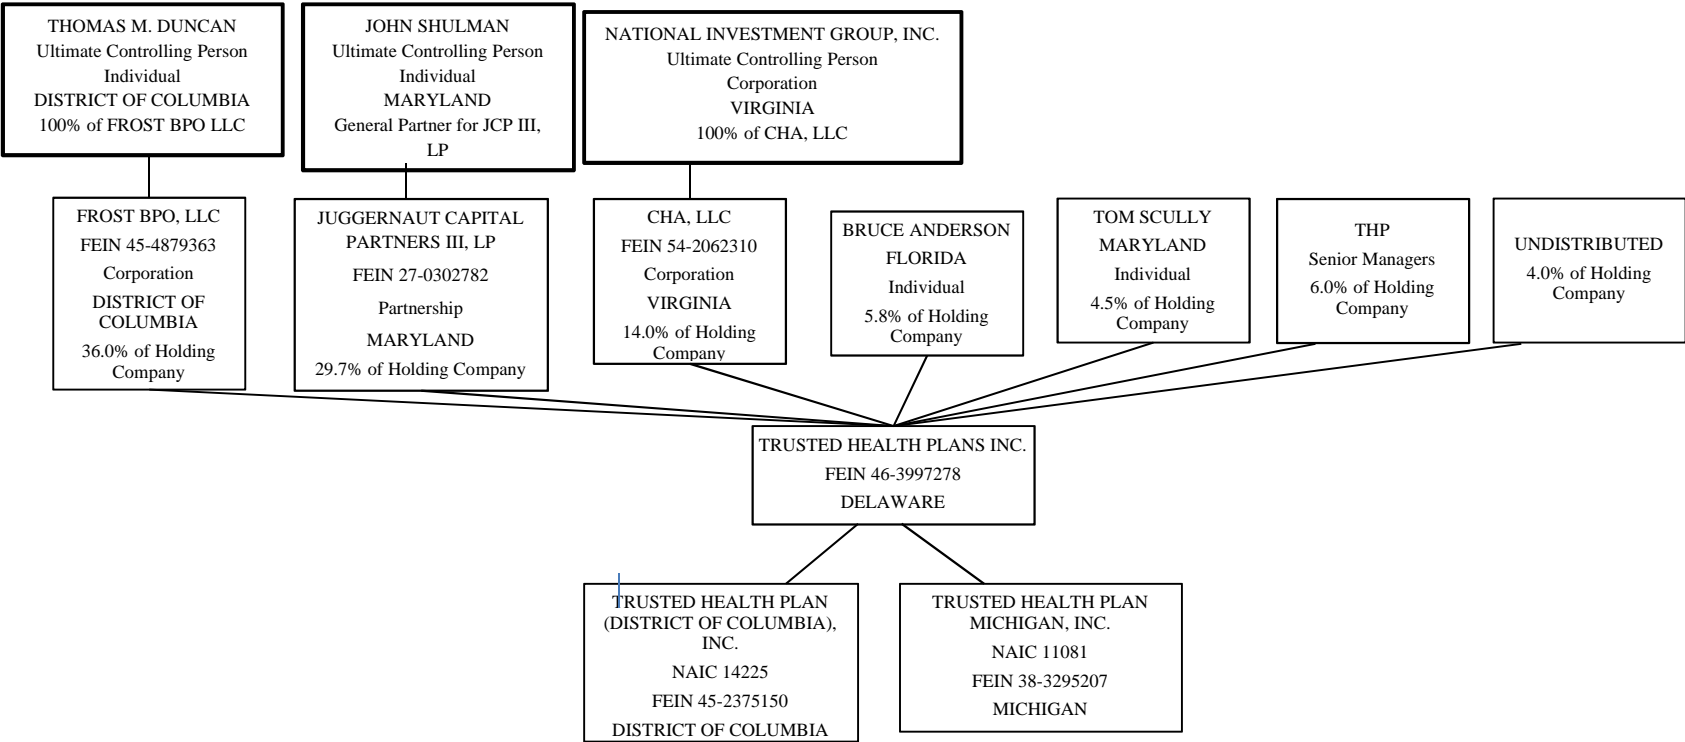 THOMAS M. DUNCAN
Ultimate Controlling Person
Individual
DISTRICT OF COLUMBIA
100% of FROST BPO LLC
JOHN SHULMAN
Ultimate Controlling Person
Individual
MARYLAND
General Partner for JCP III,
LP
NATIONAL INVESTMENT GROUP, INC.
Ultimate Controlling Person
Corporation
VIRGINIA
100% of CHA, LLC
FROST BPO, LLC
FEIN 45-4879363
Corporation
DISTRICT OF
COLUMBIA
36.0% of Holding
Company
JUGGERNAUT CAPITAL
PARTNERS III, LP
FEIN 27-0302782
Partnership
MARYLAND
29.7% of Holding Company
CHA, LLC
FEIN 54-2062310
Corporation
VIRGINIA
14.0% of Holding
Company
BRUCE ANDERSON
FLORIDA
Individual
5.8% of Holding
Company
TOM SCULLY
MARYLAND
Individual
4.5% of Holding
Company
THP
Senior Managers
6.0% of Holding
Company
UNDISTRIBUTED
4.0% of Holding
Company
TRUSTED HEALTH PLANS INC.
FEIN 46-3997278
DELAWARE
TRUSTED HEALTH PLAN
(DISTRICT OF COLUMBIA),
INC.
NAIC 14225
FEIN 45-2375150
DISTRICT OF COLUMBIA
TRUSTED HEALTH PLAN
MICHIGAN, INC.
NAIC 11081
FEIN 38-3295207
MICHIGAN